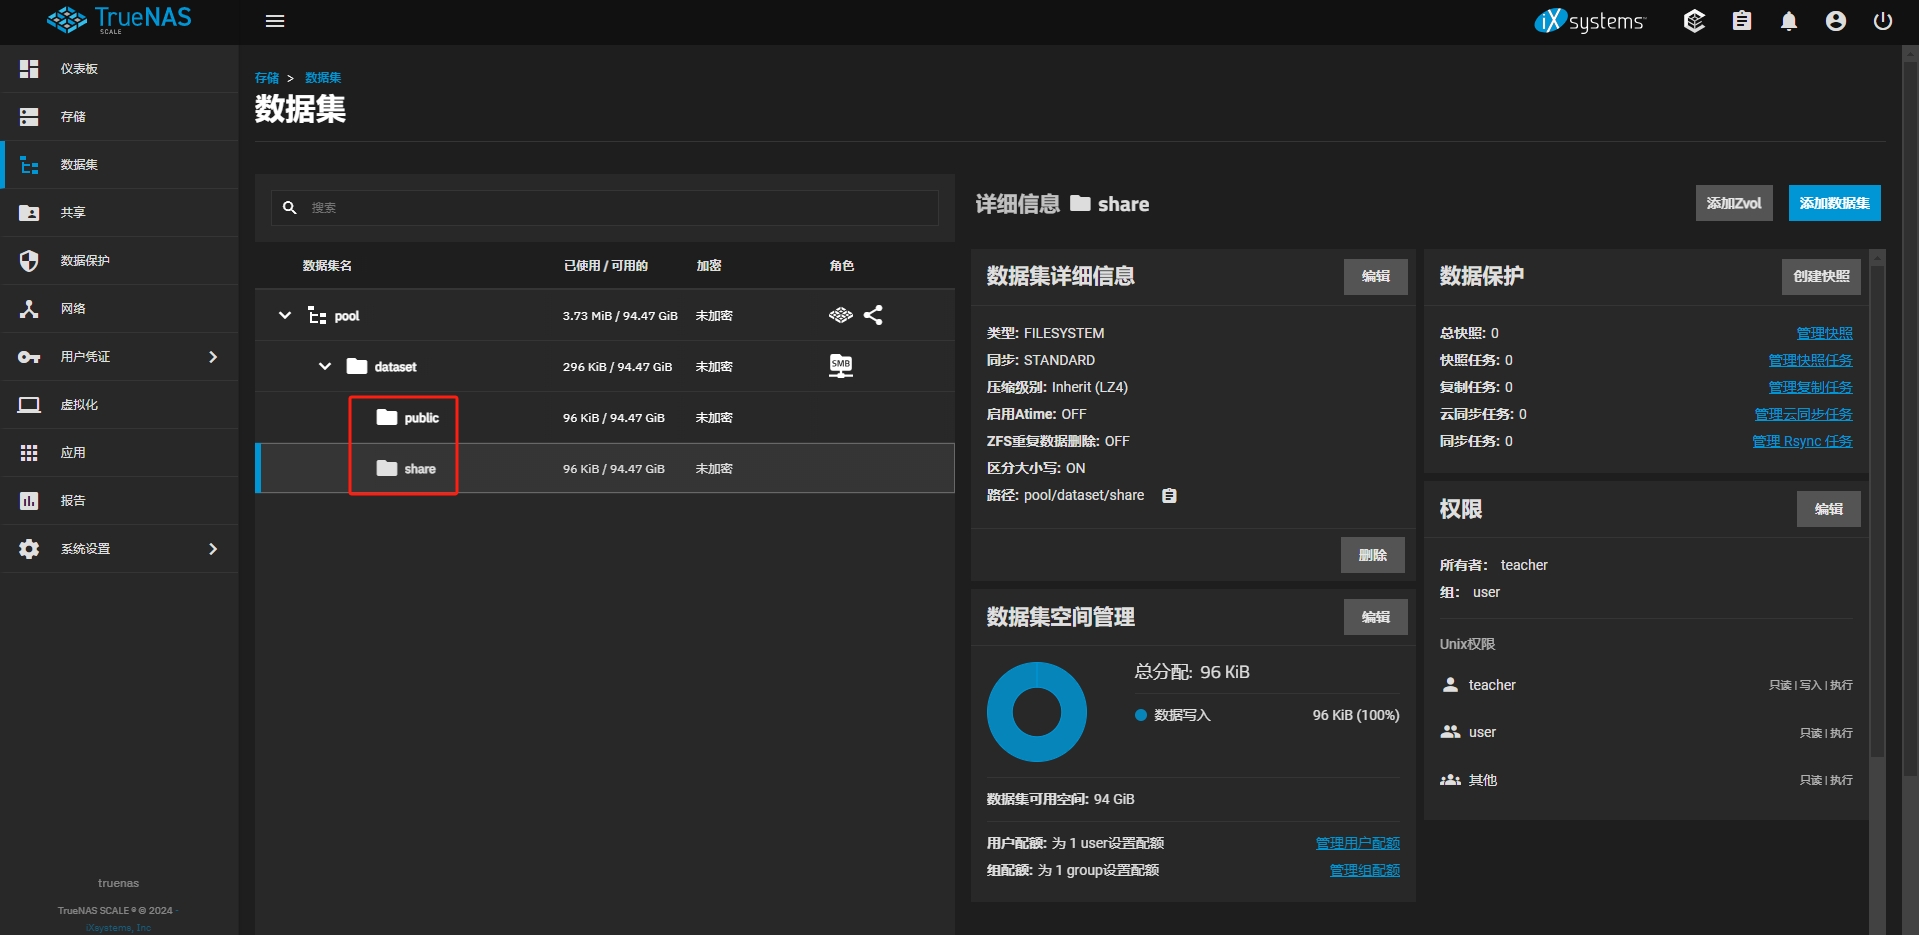 TrueNAS
SCALE
iXsystems
仪表板
存储
数据集
共享
数据保护
网络
用户凭证
虚拟化
应用
报告
系统设置
truenas
TrueNAS SCALE ® © 2024 -
iXsystems, Inc
存储 > 数据集
数据集
搜索
数据集名 已使用 / 可用的 加密 角色
pool 3.73 MiB / 94.47 GiB 未加密
dataset 296 KiB / 94.47 GiB 未加密 SMB
public 96 KiB / 94.47 GiB 未加密
share 96 KiB / 94.47 GiB 未加密
详细信息 share
添加Zvol 添加数据集
数据集详细信息 编辑
类型: FILESYSTEM
同步: STANDARD
压缩级别: Inherit (LZ4)
启用Atime: OFF
ZFS重复数据删除: OFF
区分大小写: ON
路径: pool/dataset/share
删除
数据集空间管理 编辑
总分配: 96 KiB
数据写入 96 KiB (100%)
数据集可用空间: 94 GiB
用户配额: 为 1 user设置配额 管理用户配额
组配额: 为 1 group设置配额 管理组配额
数据保护 创建快照
总快照: 0 管理快照
快照任务: 0 管理快照任务
复制任务: 0 管理复制任务
云同步任务: 0 管理云同步任务
同步任务: 0 管理 Rsync 任务
权限 编辑
所有者: teacher
组: user
Unix权限
teacher 只读 | 写入 | 执行
user 只读 | 执行
其他 只读 | 执行